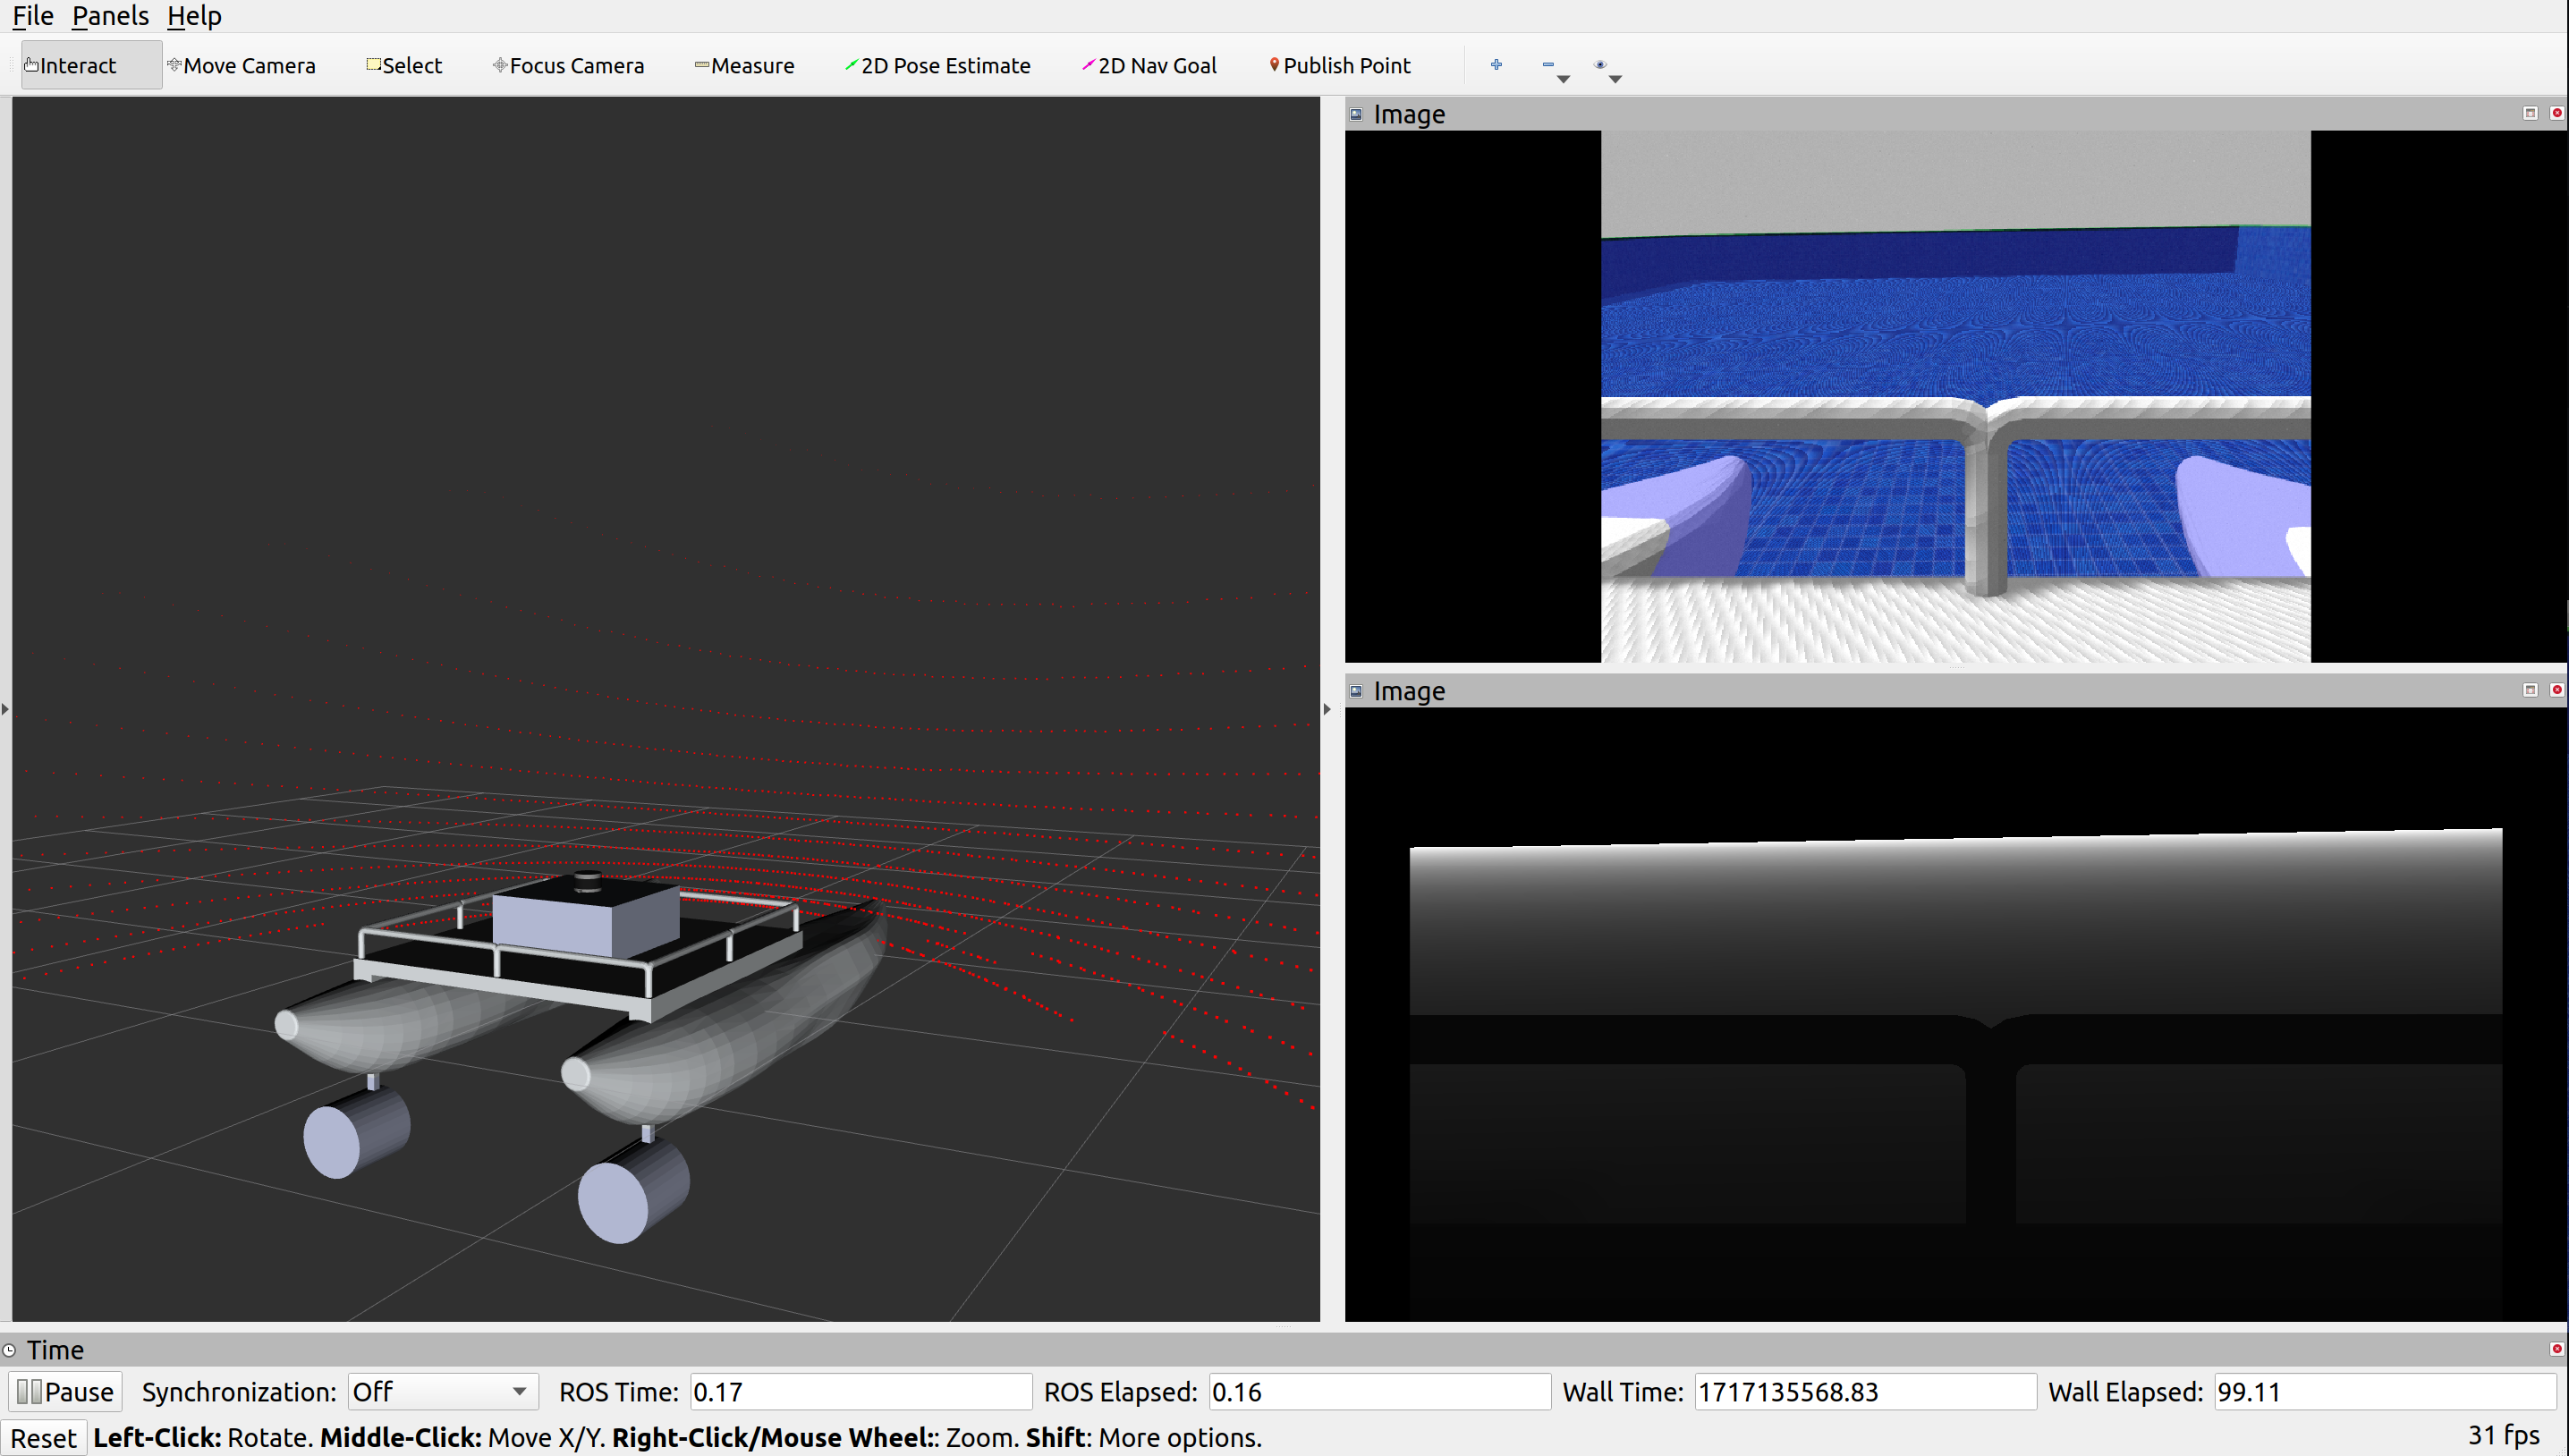 File Panels Help
Interact Move Camera Select Focus Camera Measure 2D Pose Estimate 2D Nav Goal Publish Point
Image
Image
Time
Pause Synchronization: Off ROS Time: 0.17 ROS Elapsed: 0.16 Wall Time: 1717135568.83 Wall Elapsed: 99.11
Reset Left-Click: Rotate. Middle-Click: Move X/Y. Right-Click/Mouse Wheel:: Zoom. Shift: More options. 31 fps